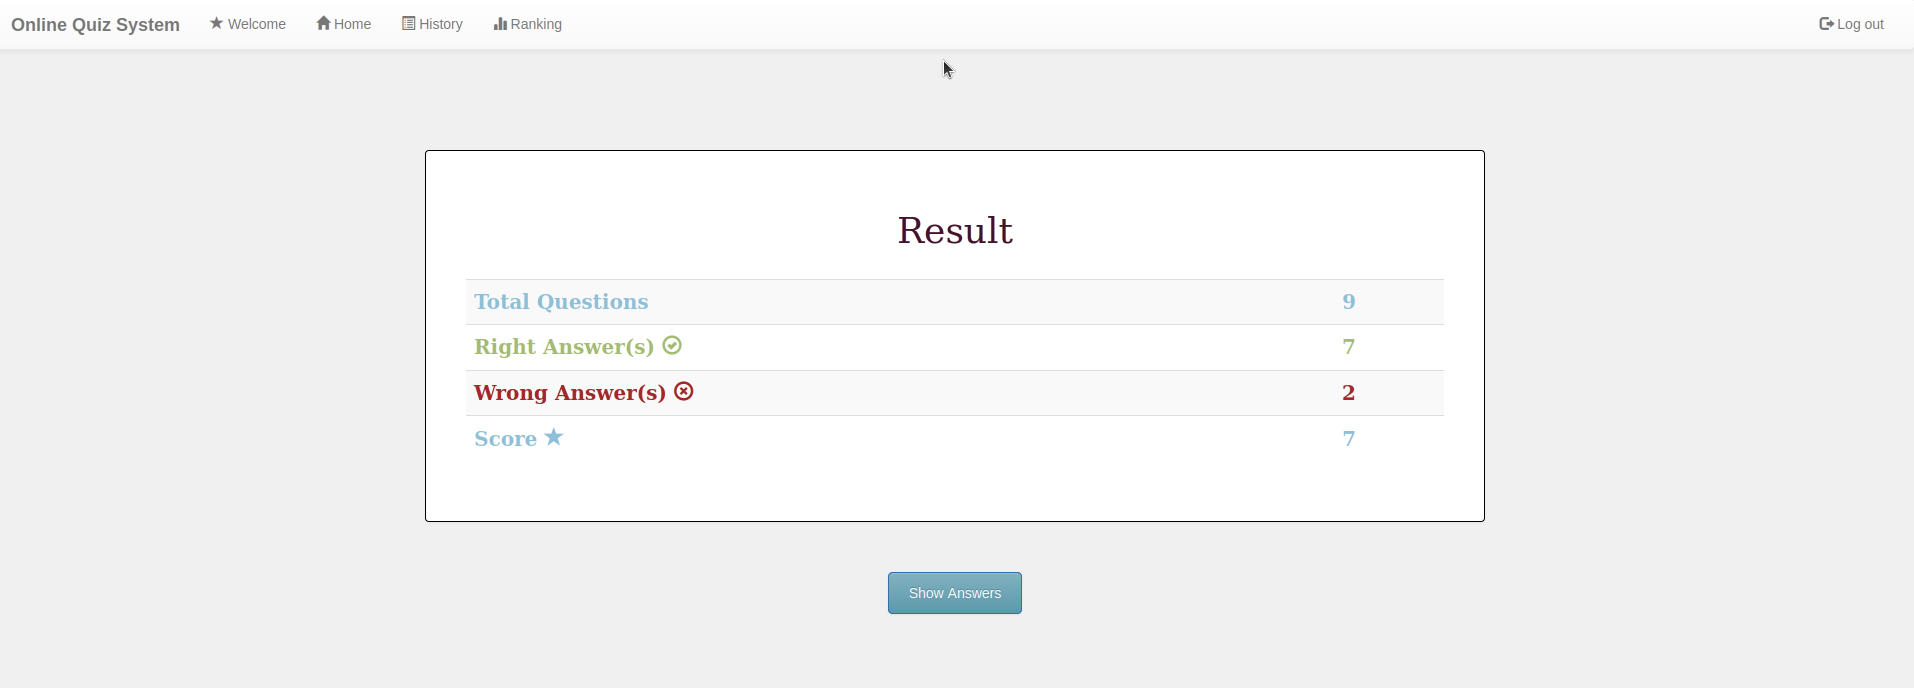 Online Quiz System Welcome Home History Ranking Log out
Result
Total Questions 9
Right Answer(s) 7
Wrong Answer(s) 2
Score 7
Show Answers